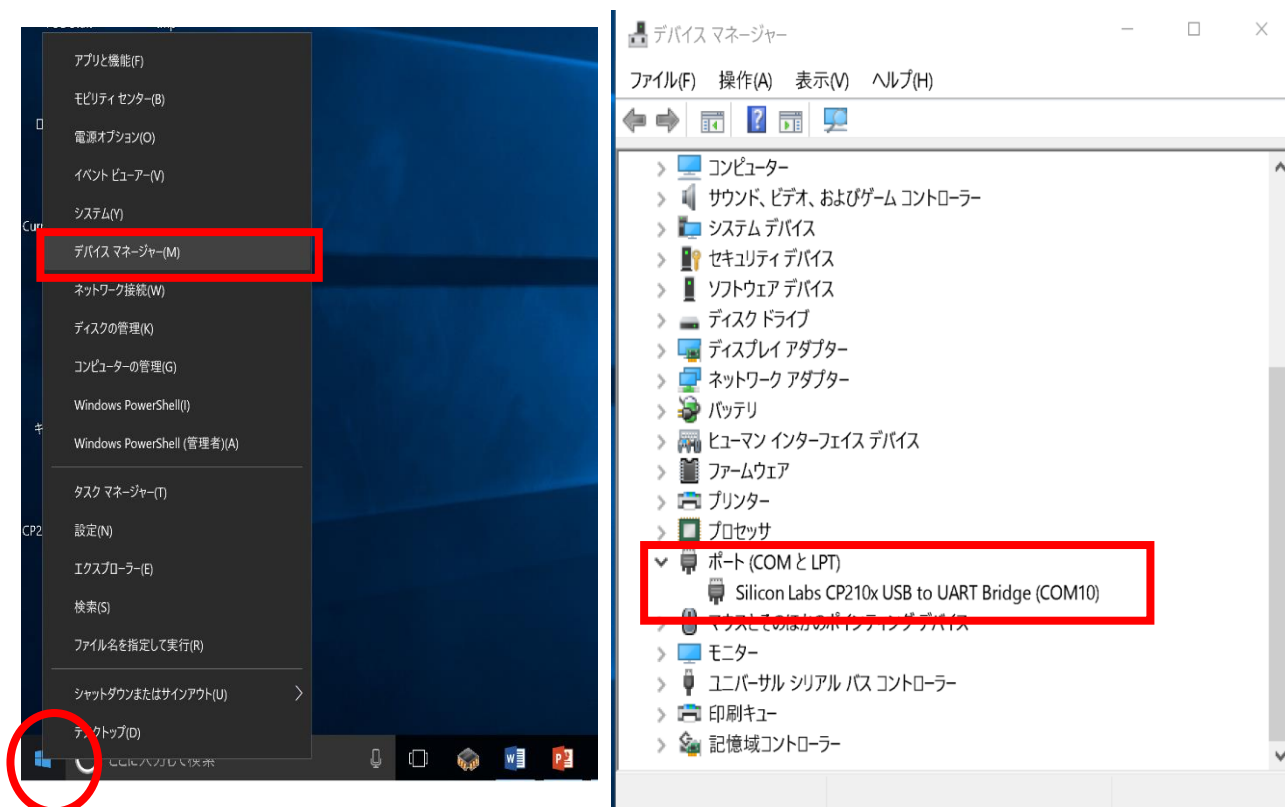 アプリと機能(F)
モビリティ センター(B)
電源オプション(O)
イベント ビューアー(V)
システム(Y)
Cur
デバイス マネージャー(M)
ネットワーク接続(W)
ディスクの管理(K)
コンピューターの管理(G)
Windows PowerShell(I)
キ
Windows PowerShell (管理者)(A)
タスク マネージャー(T)
CP2
設定(N)
エクスプローラー(E)
検索(S)
ファイル名を指定して実行(R)
シャットダウンまたはサインアウト(U)
デスクトップ(D)
ここに入力して検索
デバイス マネージャー
ファイル(F) 操作(A) 表示(V) ヘルプ(H)
コンピューター
サウンド、ビデオ、およびゲーム コントローラー
システム デバイス
セキュリティ デバイス
ソフトウェア デバイス
ディスク ドライブ
ディスプレイ アダプター
ネットワーク アダプター
バッテリ
ヒューマン インターフェイス デバイス
ファームウェア
プリンター
プロセッサ
ポート (COM と LPT)
Silicon Labs CP210x USB to UART Bridge (COM10)
マウスとそのほかのポインティング デバイス
モニター
ユニバーサル シリアル バス コントローラー
印刷キュー
記憶域コントローラー